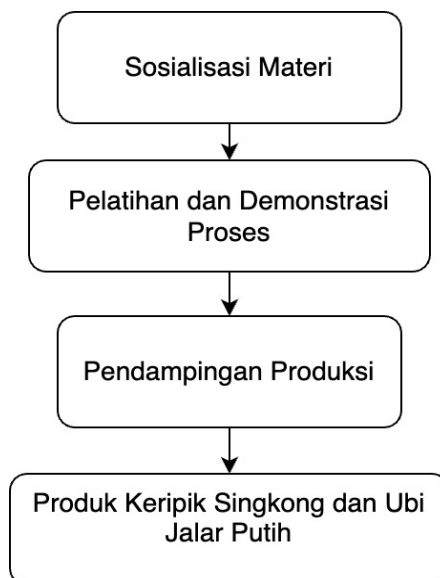 Sosialisasi Materi
Pelatihan dan Demonstrasi
Proses
Pendampingan Produksi
Produk Keripik Singkong dan Ubi
Jalar Putih